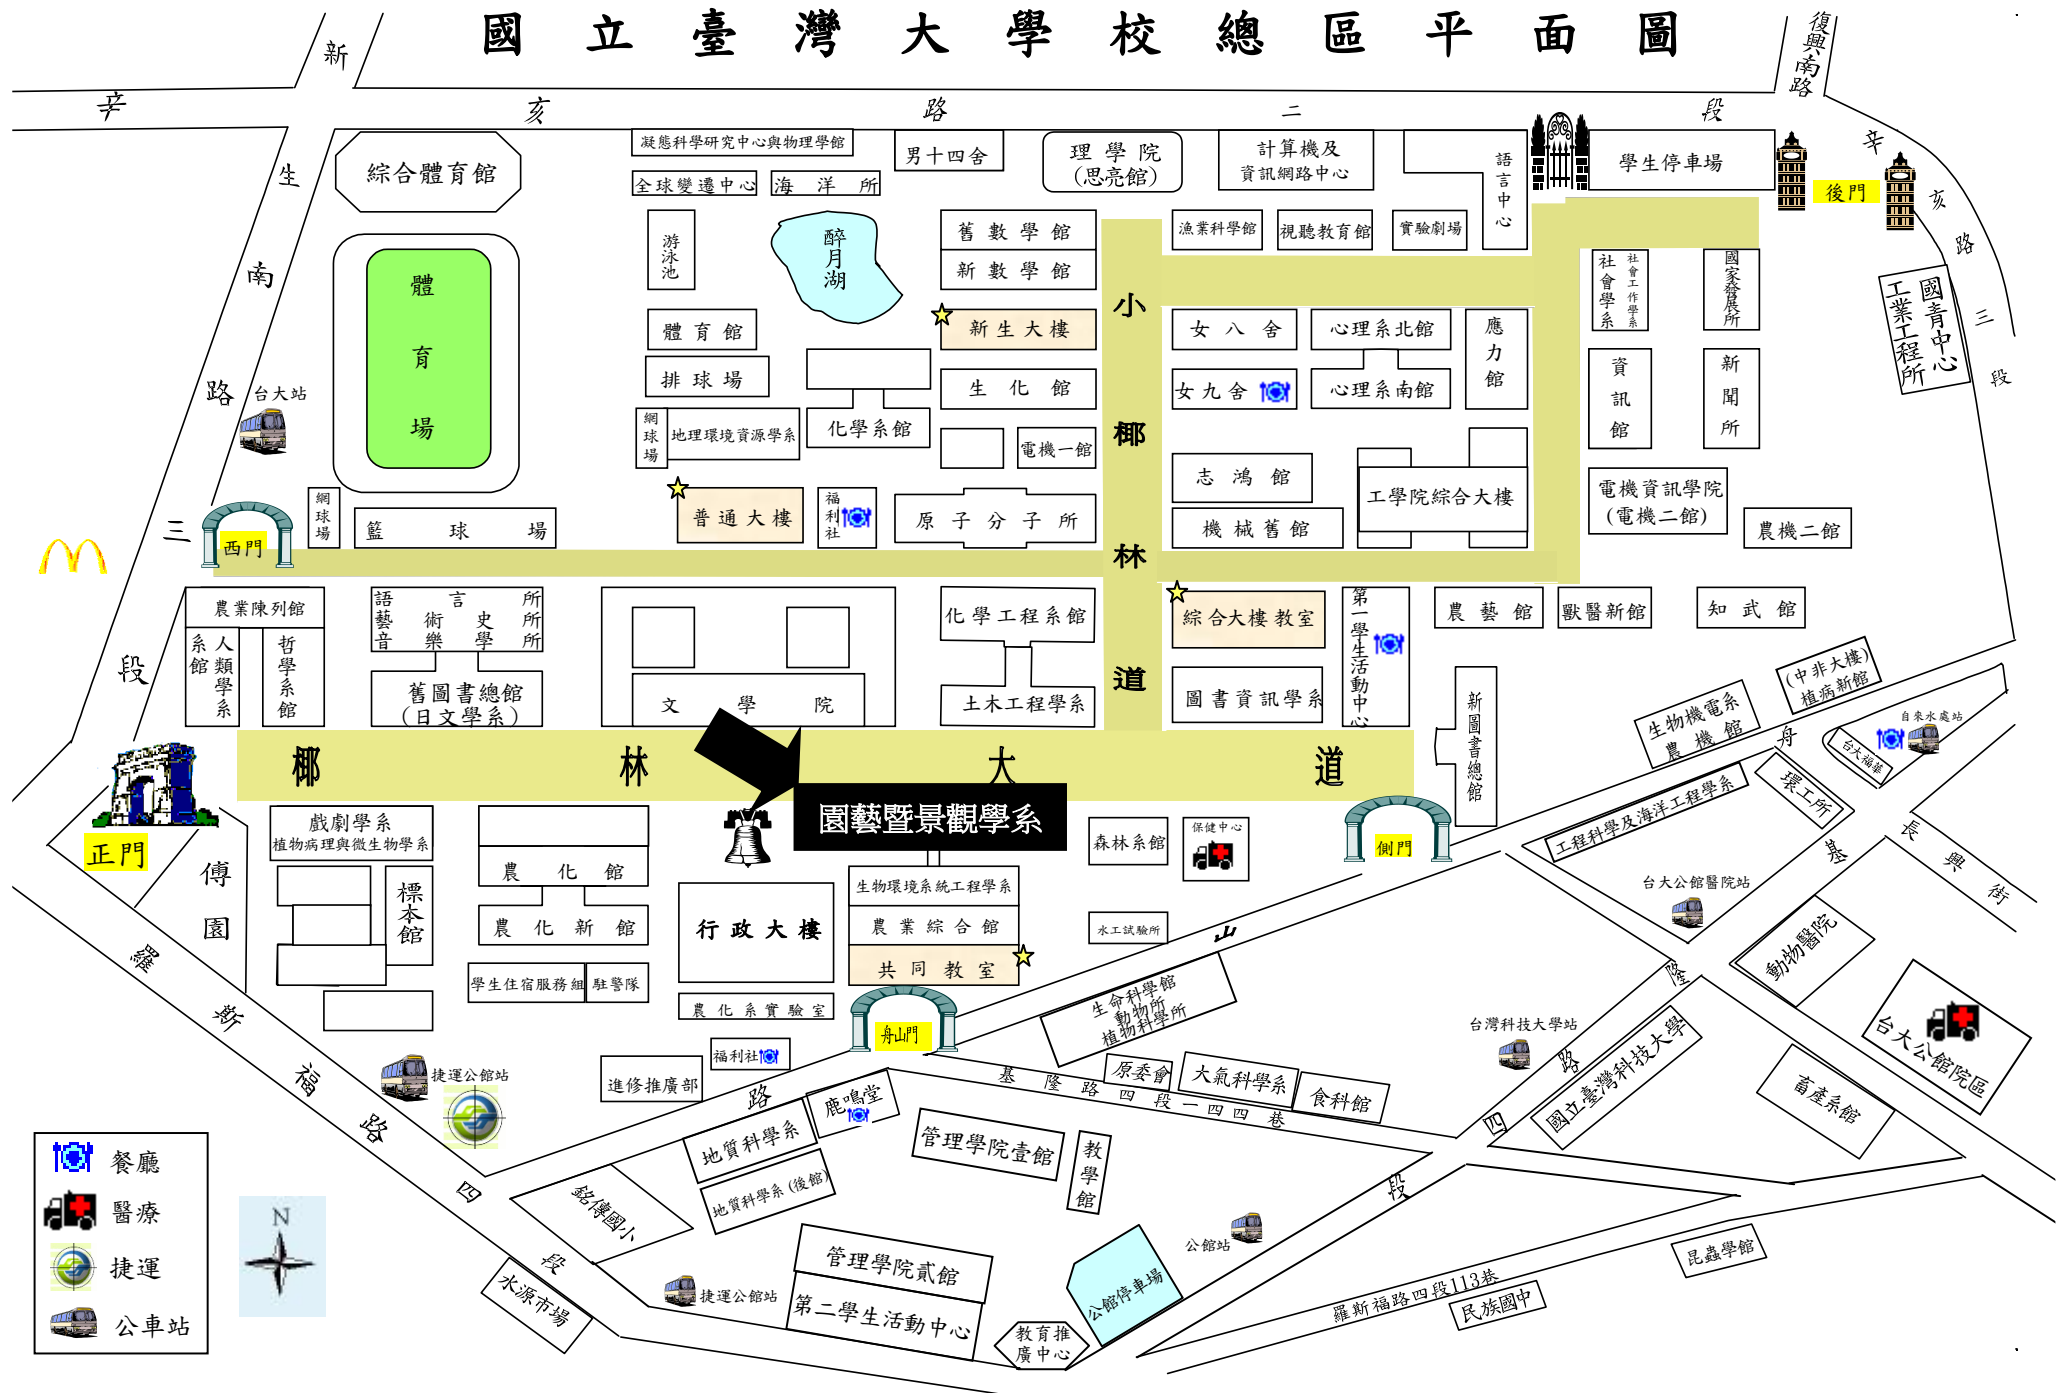 國立臺灣大學校總區平面圖
新生南路三段
辛亥路二段
復興南路
辛亥路三段
綜合體育館
凝態科學研究中心與物理學館
全球變遷中心
海洋所
男十四舍
理學院
(思亮館)
計算機及
資訊網路中心
語言中心
學生停車場
後門
體育場
游泳池
醉月湖
舊數學館
新數學館
漁業科學館
視聽教育館
實驗劇場
社會學系
社會工作學系
國家發展所
國青中心
工業工程所
體育館
新生大樓
小椰林道
女八舍
心理系北館
應力館
排球場
生化館
女九舍
心理系南館
資訊館
新聞所
台大站
網球場
地理環境資源學系
化學系館
電機一館
志鴻館
工學院綜合大樓
電機資訊學院
(電機二館)
網球場
籃球場
普通大樓
福利社
原子分子所
機械舊館
農機二館
西門
農業陳列館
人類學系館
哲學系館
語言所
藝術史所
音樂學所
舊圖書總館
(日文學系)
文學院
化學工程系館
土木工程學系
綜合大樓教室
圖書資訊學系
第一學生活動中心
農藝館
獸醫新館
知武館
新圖書總館
生物機電系
農機館
(中非大樓)
植病新館
自來水處站
台大福華
環工所
工程科學及海洋工程學系
椰林大道
園藝暨景觀學系
正門
傅園
戲劇學系
植物病理與微生物學系
標本館
農化館
農化新館
學生住宿服務組
駐警隊
行政大樓
農化系實驗室
生物環境系統工程學系
農業綜合館
共同教室
森林系館
保健中心
水工試驗所
側門
舟山路
舟山門
長興街
基隆路四段
台大公館醫院站
動物醫院
台大公館院區
生命科學館
動物所
植物科學所
台灣科技大學站
國立臺灣科技大學
畜產系館
羅斯福路四段
捷運公館站
進修推廣部
福利社
鹿鳴堂
地質科學系
地質科學系(後館)
基隆路四段一四四巷
原委會
大氣科學系
食科館
管理學院壹館
教學館
銘傳國小
水源市場
捷運公館站
管理學院貳館
第二學生活動中心
教育推廣中心
公館停車場
公館站
羅斯福路四段113巷
民族國中
昆蟲學館
餐廳
醫療
捷運
公車站
N